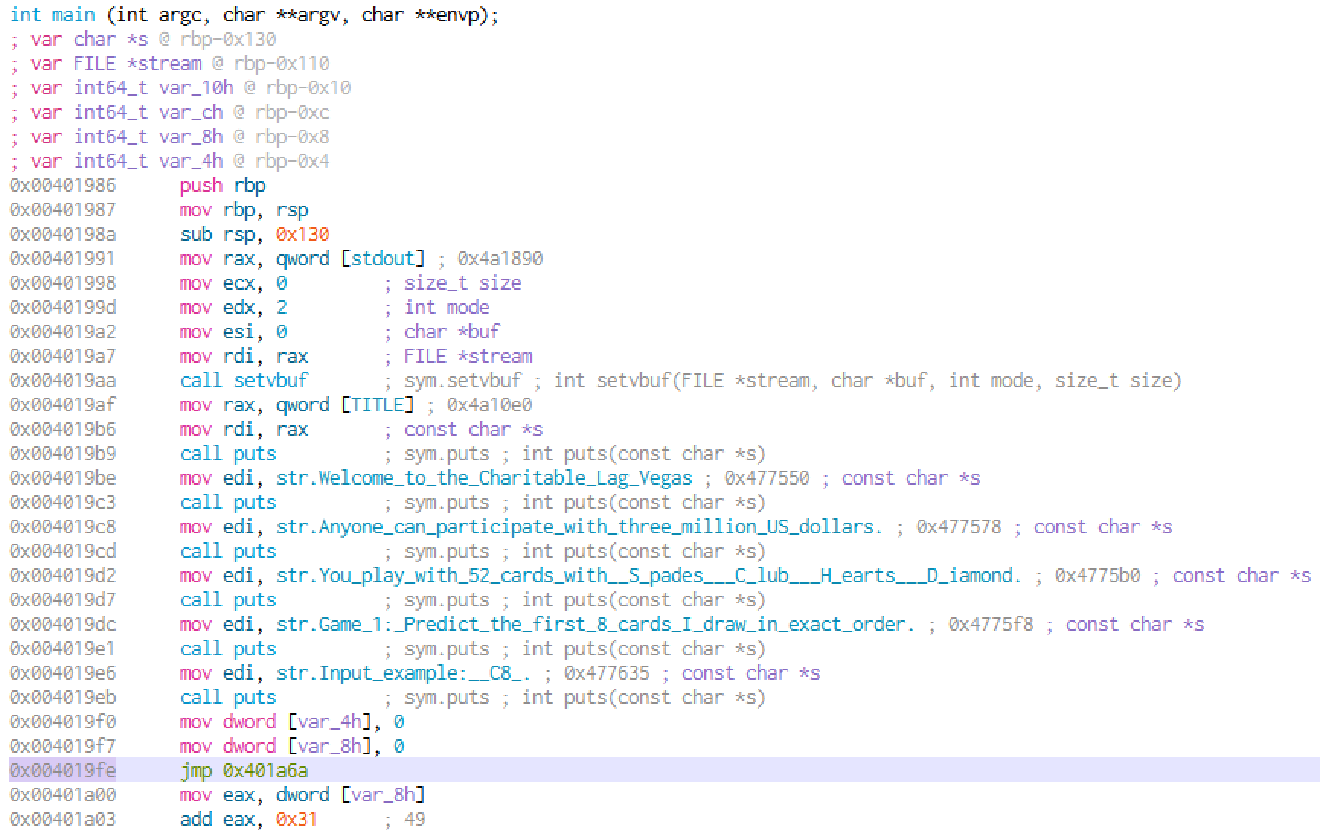 int main (int argc, char **argv, char **envp);
; var char *s @ rbp-0x130
; var FILE *stream @ rbp-0x110
; var int64_t var_10h @ rbp-0x10
; var int64_t var_ch @ rbp-0xc
; var int64_t var_8h @ rbp-0x8
; var int64_t var_4h @ rbp-0x4
0x00401986 push rbp
0x00401987 mov rbp, rsp
0x0040198a sub rsp, 0x130
0x00401991 mov rax, qword [stdout] ; 0x4a1890
0x00401998 mov ecx, 0 ; size_t size
0x0040199d mov edx, 2 ; int mode
0x004019a2 mov esi, 0 ; char *buf
0x004019a7 mov rdi, rax ; FILE *stream
0x004019aa call setvbuf ; sym.setvbuf ; int setvbuf(FILE *stream, char *buf, int mode, size_t size)
0x004019af mov rax, qword [TITLE] ; 0x4a10e0
0x004019b6 mov rdi, rax ; const char *s
0x004019b9 call puts ; sym.puts ; int puts(const char *s)
0x004019be mov edi, str.Welcome_to_the_Charitable_Lag_Vegas ; 0x477550 ; const char *s
0x004019c3 call puts ; sym.puts ; int puts(const char *s)
0x004019c8 mov edi, str.Anyone_can_participate_with_three_million_US_dollars. ; 0x477578 ; const char *s
0x004019cd call puts ; sym.puts ; int puts(const char *s)
0x004019d2 mov edi, str.You_play_with_52_cards_with__S_pades___C_lub___H_earts___D_iamond. ; 0x4775b0 ; const char *s
0x004019d7 call puts ; sym.puts ; int puts(const char *s)
0x004019dc mov edi, str.Game_1:_Predict_the_first_8_cards_I_draw_in_exact_order. ; 0x4775f8 ; const char *s
0x004019e1 call puts ; sym.puts ; int puts(const char *s)
0x004019e6 mov edi, str.Input_example:__C8_. ; 0x477635 ; const char *s
0x004019eb call puts ; sym.puts ; int puts(const char *s)
0x004019f0 mov dword [var_4h], 0
0x004019f7 mov dword [var_8h], 0
0x004019fe jmp 0x401a6a
0x00401a00 mov eax, dword [var_8h]
0x00401a03 add eax, 0x31 ; 49